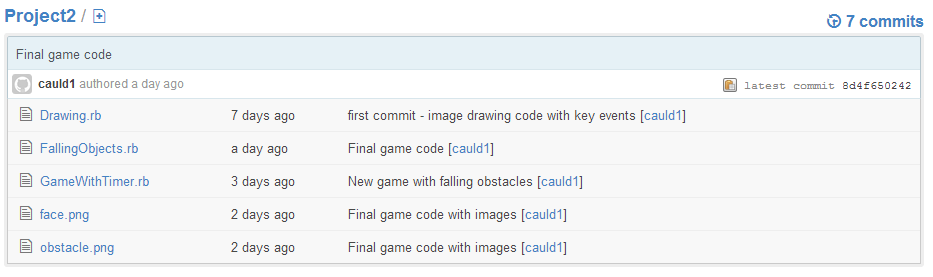 Project2 / 7 commits
Final game code
cauld1 authored a day ago latest commit 8d4f650242
Drawing.rb 7 days ago first commit - image drawing code with key events [cauld1]
FallingObjects.rb a day ago Final game code [cauld1]
GameWithTimer.rb 3 days ago New game with falling obstacles [cauld1]
face.png 2 days ago Final game code with images [cauld1]
obstacle.png 2 days ago Final game code with images [cauld1]